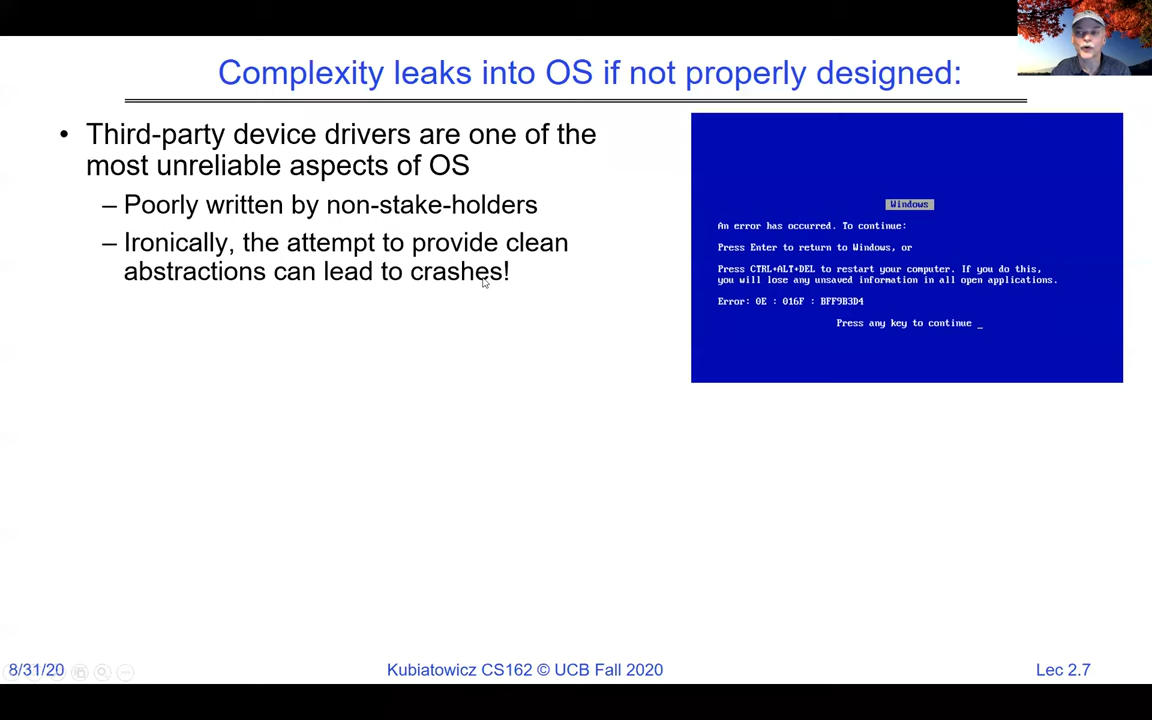 Complexity leaks into OS if not properly designed:
• Third-party device drivers are one of the
most unreliable aspects of OS
– Poorly written by non-stake-holders
– Ironically, the attempt to provide clean
abstractions can lead to crashes!
Windows
An error has occurred. To continue:
Press Enter to return to Windows, or
Press CTRL+ALT+DEL to restart your computer. If you do this,
you will lose any unsaved information in all open applications.
Error: 0E : 016F : BFF9B3D4
Press any key to continue _
8/31/20
Kubiatowicz CS162 © UCB Fall 2020
Lec 2.7